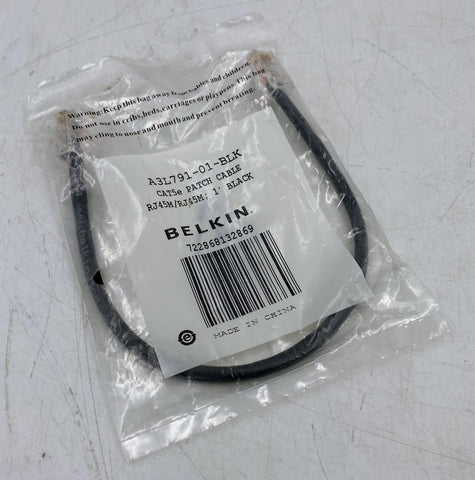 Warning:Keep this bag away from babies and children.
Do not use in cribs,beds,carriages or playpens.This bag
may cling to nose and mouth and prevent breathing.
A3L791-01-BLK
CAT5e PATCH CABLE
RJ45M/RJ45M; 1' BLACK
BELKIN.
722868132869
MADE IN CHINA